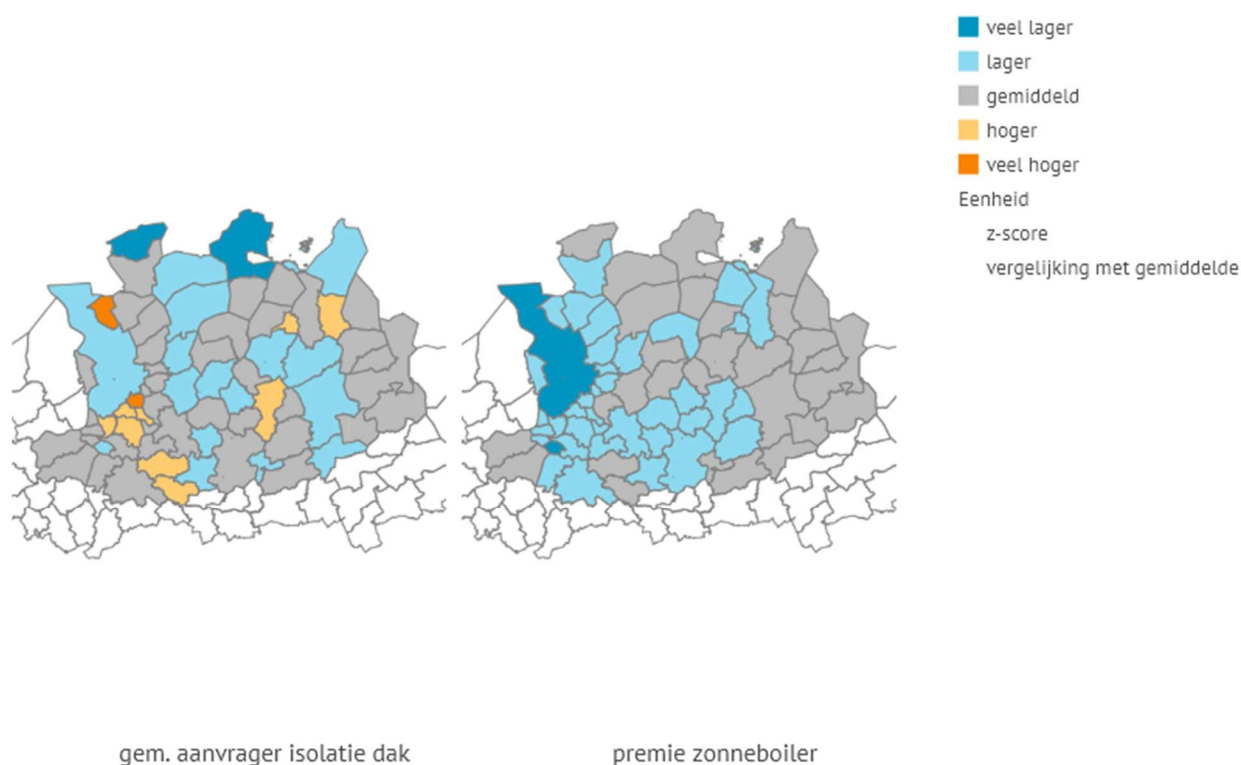 veel lager
lager
gemiddeld
hoger
veel hoger
Eenheid
z-score
vergelijking met gemiddelde
gem. aanvrager isolatie dak
premie zonneboiler